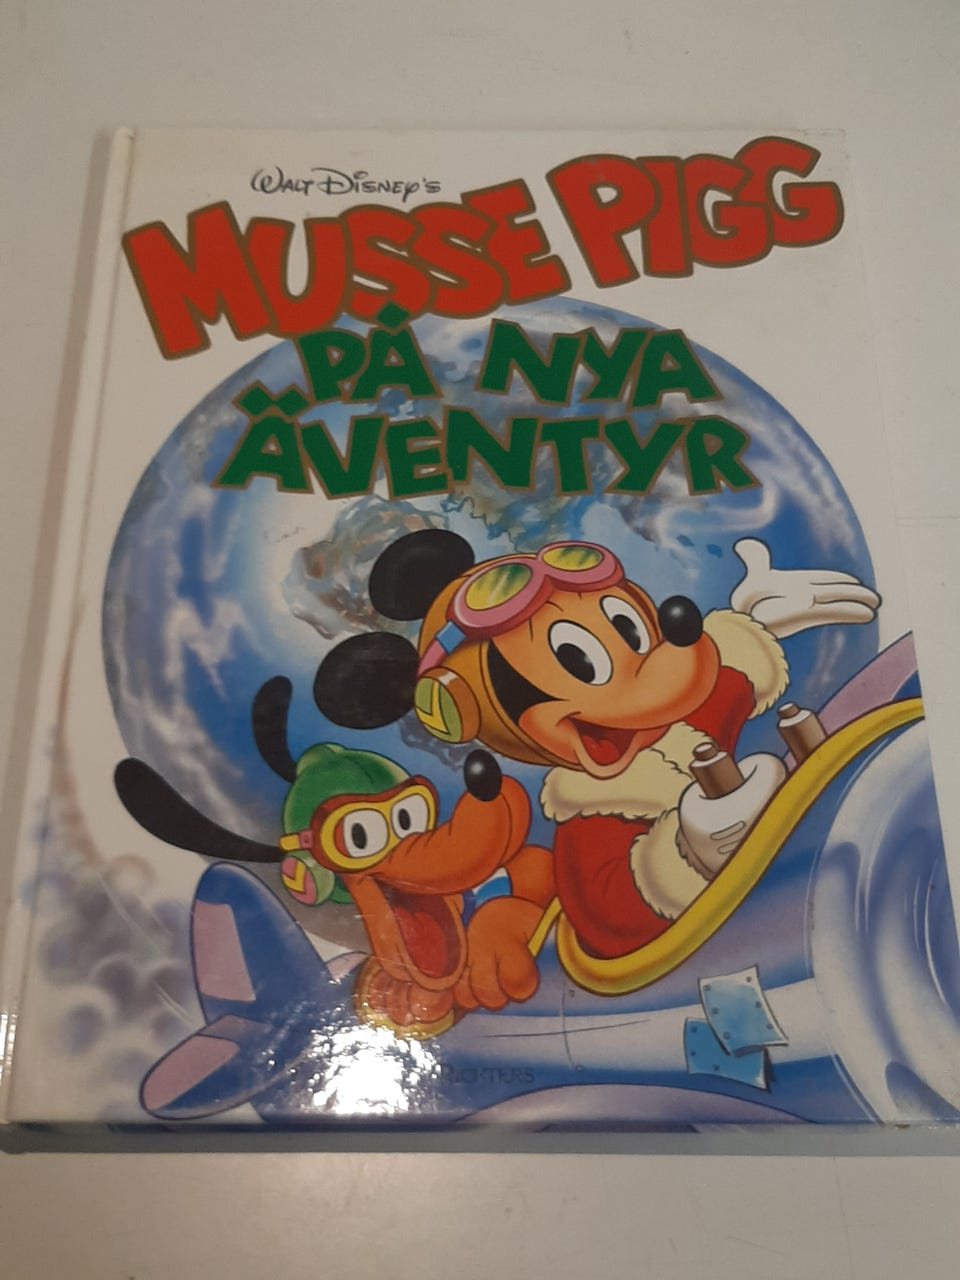 Walt Disney's
MUSSE PIGG
PÅ NYA
ÄVENTYR
RICHTERS